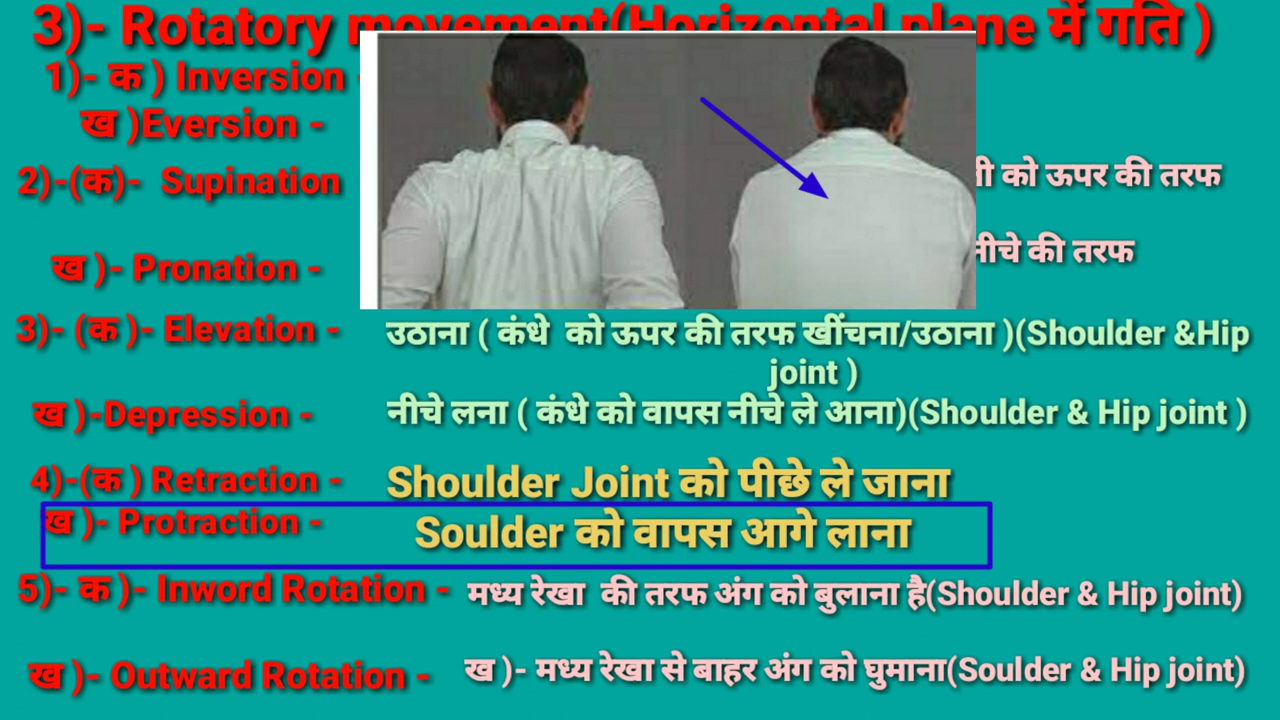 3)- Rotatory movement(Horizontal plane में गति )
1)- क ) Inversion -
ख )Eversion -
2)-(क)- Supination
को ऊपर की तरफ
ख )- Pronation -
नीचे की तरफ
3)- (क )- Elevation -
उठाना ( कंधे को ऊपर की तरफ खींचना/उठाना )(Shoulder &Hip
joint )
ख )-Depression -
नीचे लना ( कंधे को वापस नीचे ले आना)(Shoulder & Hip joint )
4)-(क ) Retraction -
Shoulder Joint को पीछे ले जाना
ख )- Protraction -
Soulder को वापस आगे लाना
5)- क )- Inword Rotation -
मध्य रेखा की तरफ अंग को बुलाना है(Shoulder & Hip joint)
ख )- Outward Rotation -
ख )- मध्य रेखा से बाहर अंग को घुमाना(Soulder & Hip joint)